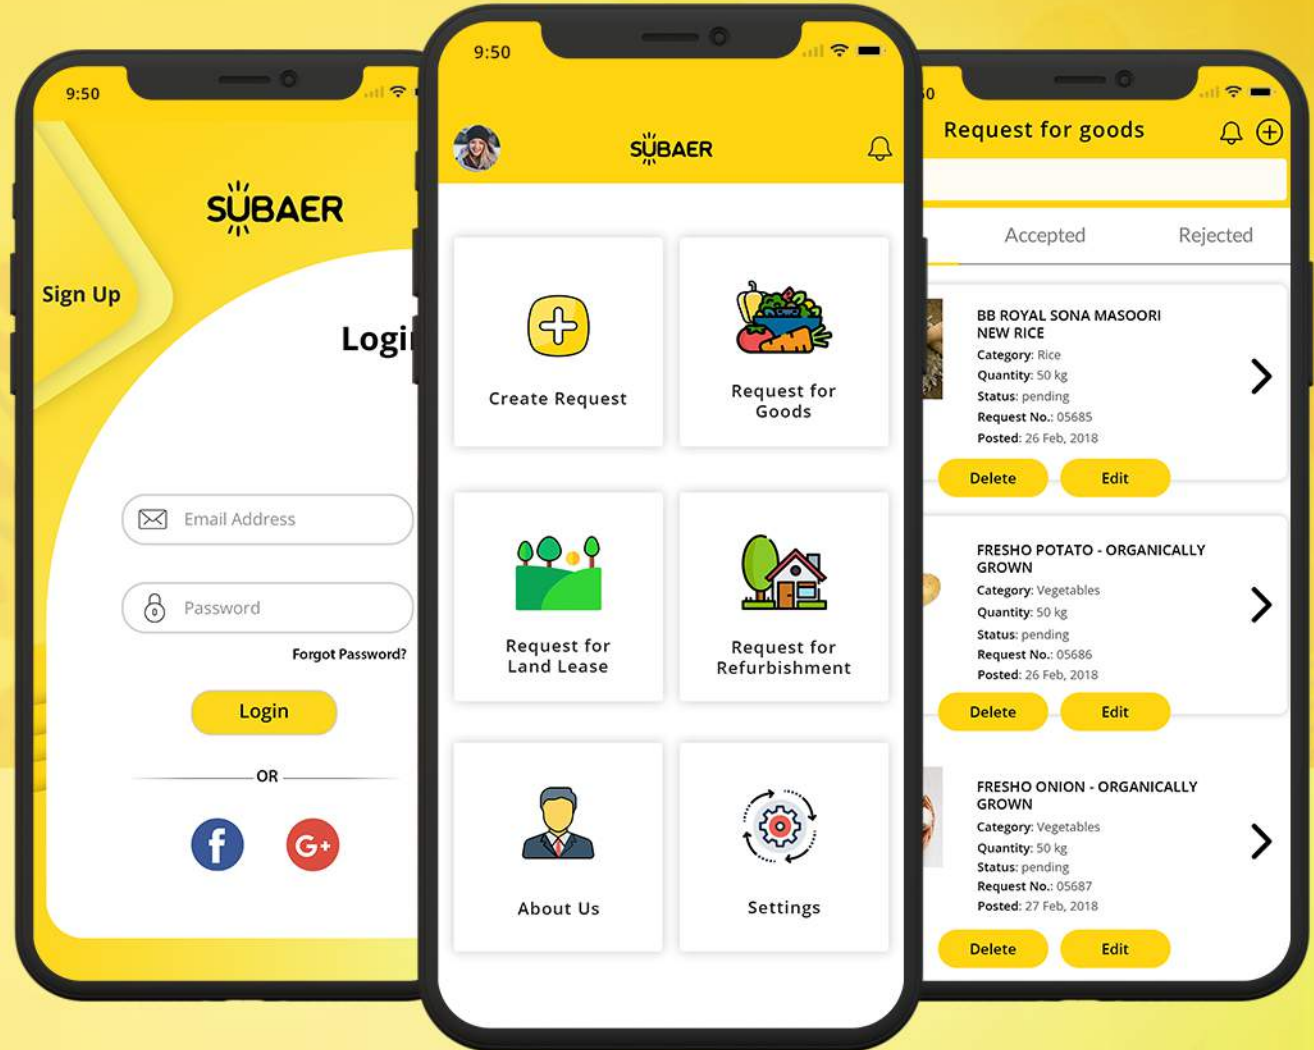 9:50
SÜBAER
Sign Up
Email Address
Password
Forgot Password?
Login
OR
f
G+
9:50
SÜBAER
Create Request
Request for
Goods
Request for
Land Lease
Request for
Refurbishment
About Us
Settings
Request for goods
Accepted
Rejected
BB ROYAL SONA MASOORI
NEW RICE
Category: Rice
Quantity: 50 kg
Status: pending
Request No.: 05685
Posted: 26 Feb, 2018
Delete
Edit
FRESHO POTATO - ORGANICALLY
GROWN
Category: Vegetables
Quantity: 50 kg
Status: pending
Request No.: 05686
Posted: 26 Feb, 2018
Delete
Edit
FRESHO ONION - ORGANICALLY
GROWN
Category: Vegetables
Quantity: 50 kg
Status: pending
Request No.: 05687
Posted: 27 Feb, 2018
Delete
Edit